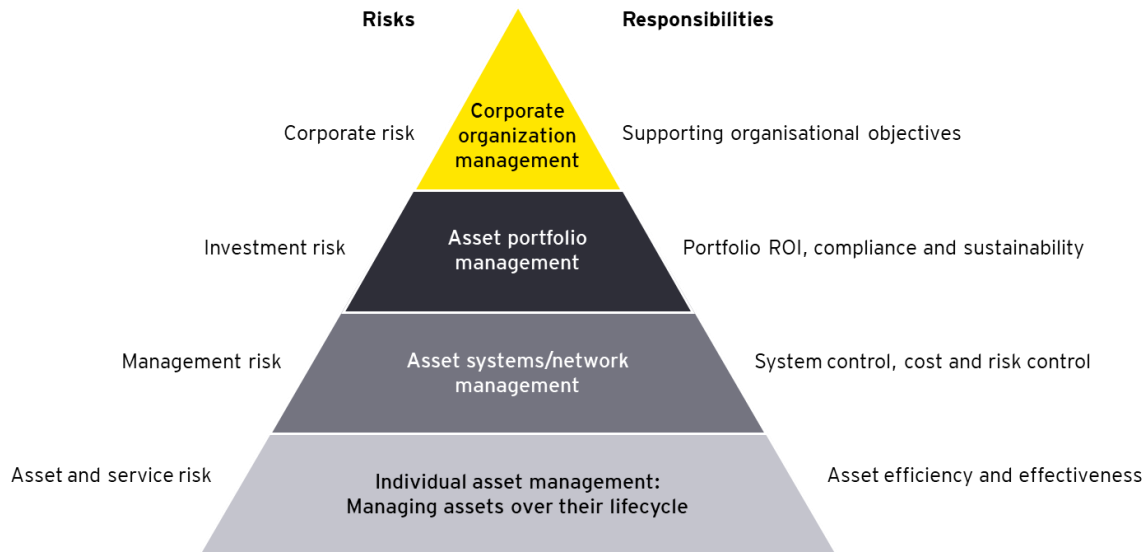 Risks
Responsibilities
Corporate risk
Corporate
organization
management
Supporting organisational objectives
Investment risk
Asset portfolio
management
Portfolio ROI, compliance and sustainability
Management risk
Asset systems/network
management
System control, cost and risk control
Asset and service risk
Individual asset management:
Managing assets over their lifecycle
Asset efficiency and effectiveness